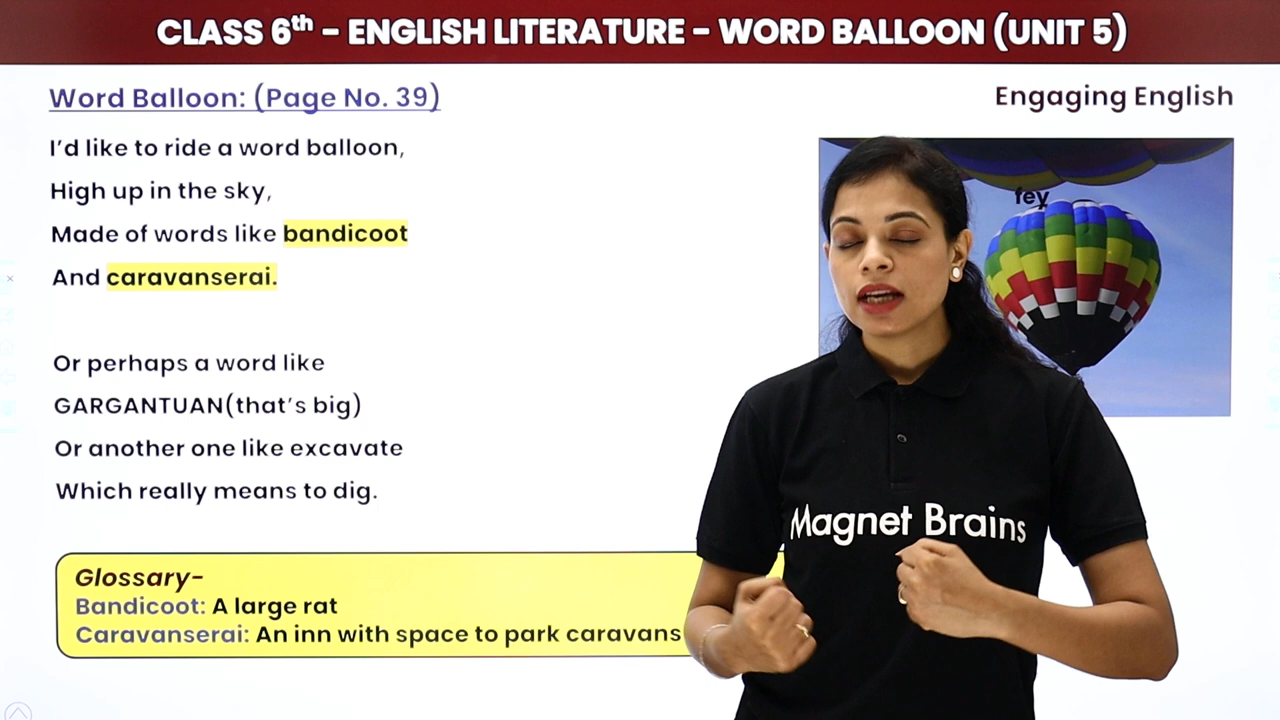 CLASS 6th – ENGLISH LITERATURE – WORD BALLOON (UNIT 5)
Word Balloon: (Page No. 39)
Engaging English
I'd like to ride a word balloon,
High up in the sky,
Made of words like bandicoot
And caravanserai.
fey
Or perhaps a word like
GARGANTUAN(that's big)
Or another one like excavate
Which really means to dig.
Glossary-
Bandicoot: A large rat
Caravanserai: An inn with space to park caravans
Magnet Brains